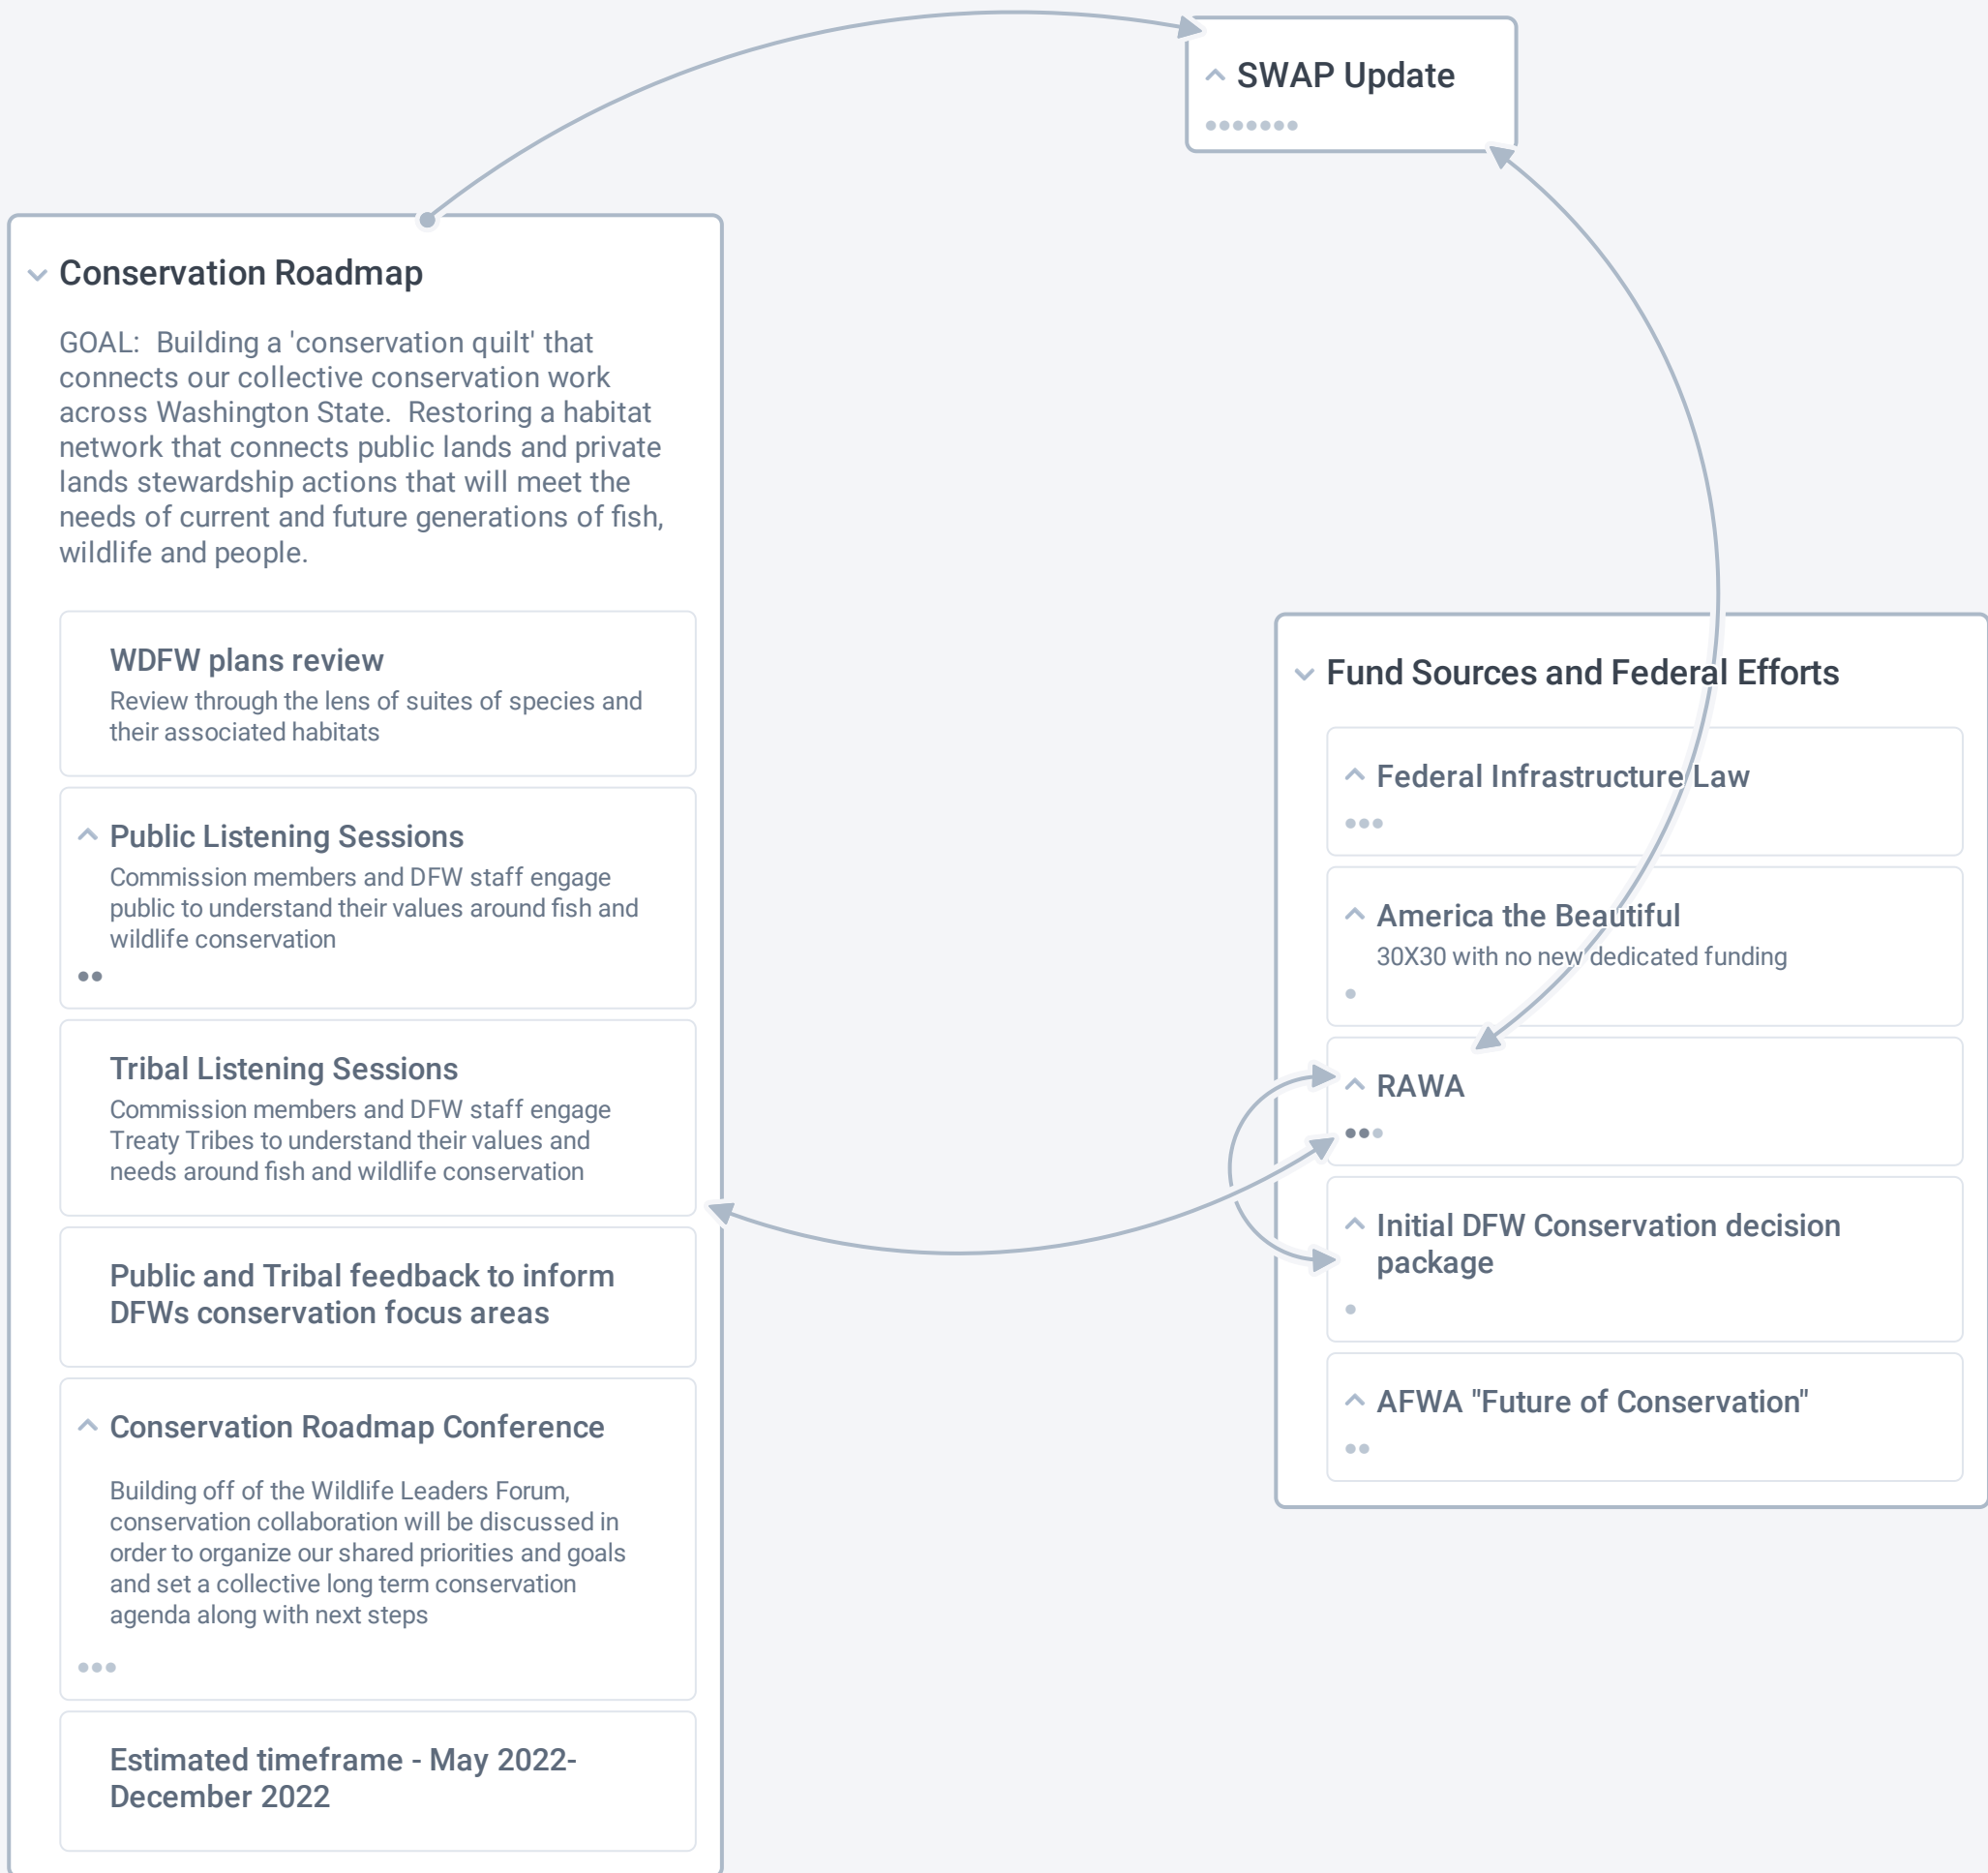 SWAP Update
Conservation Roadmap
GOAL:  Building a 'conservation quilt' that
connects our collective conservation work
across Washington State.  Restoring a habitat
network that connects public lands and private
lands stewardship actions that will meet the
needs of current and future generations of fish,
wildlife and people.
WDFW plans review
Review through the lens of suites of species and
their associated habitats
Public Listening Sessions
Commission members and DFW staff engage
public to understand their values around fish and
wildlife conservation
Tribal Listening Sessions
Commission members and DFW staff engage
Treaty Tribes to understand their values and
needs around fish and wildlife conservation
Public and Tribal feedback to inform
DFWs conservation focus areas
Conservation Roadmap Conference
Building off of the Wildlife Leaders Forum,
conservation collaboration will be discussed in
order to organize our shared priorities and goals
and set a collective long term conservation
agenda along with next steps
Estimated timeframe - May 2022-
December 2022
Fund Sources and Federal Efforts
Federal Infrastructure Law
America the Beautiful
30X30 with no new dedicated funding
RAWA
Initial DFW Conservation decision
package
AFWA "Future of Conservation"